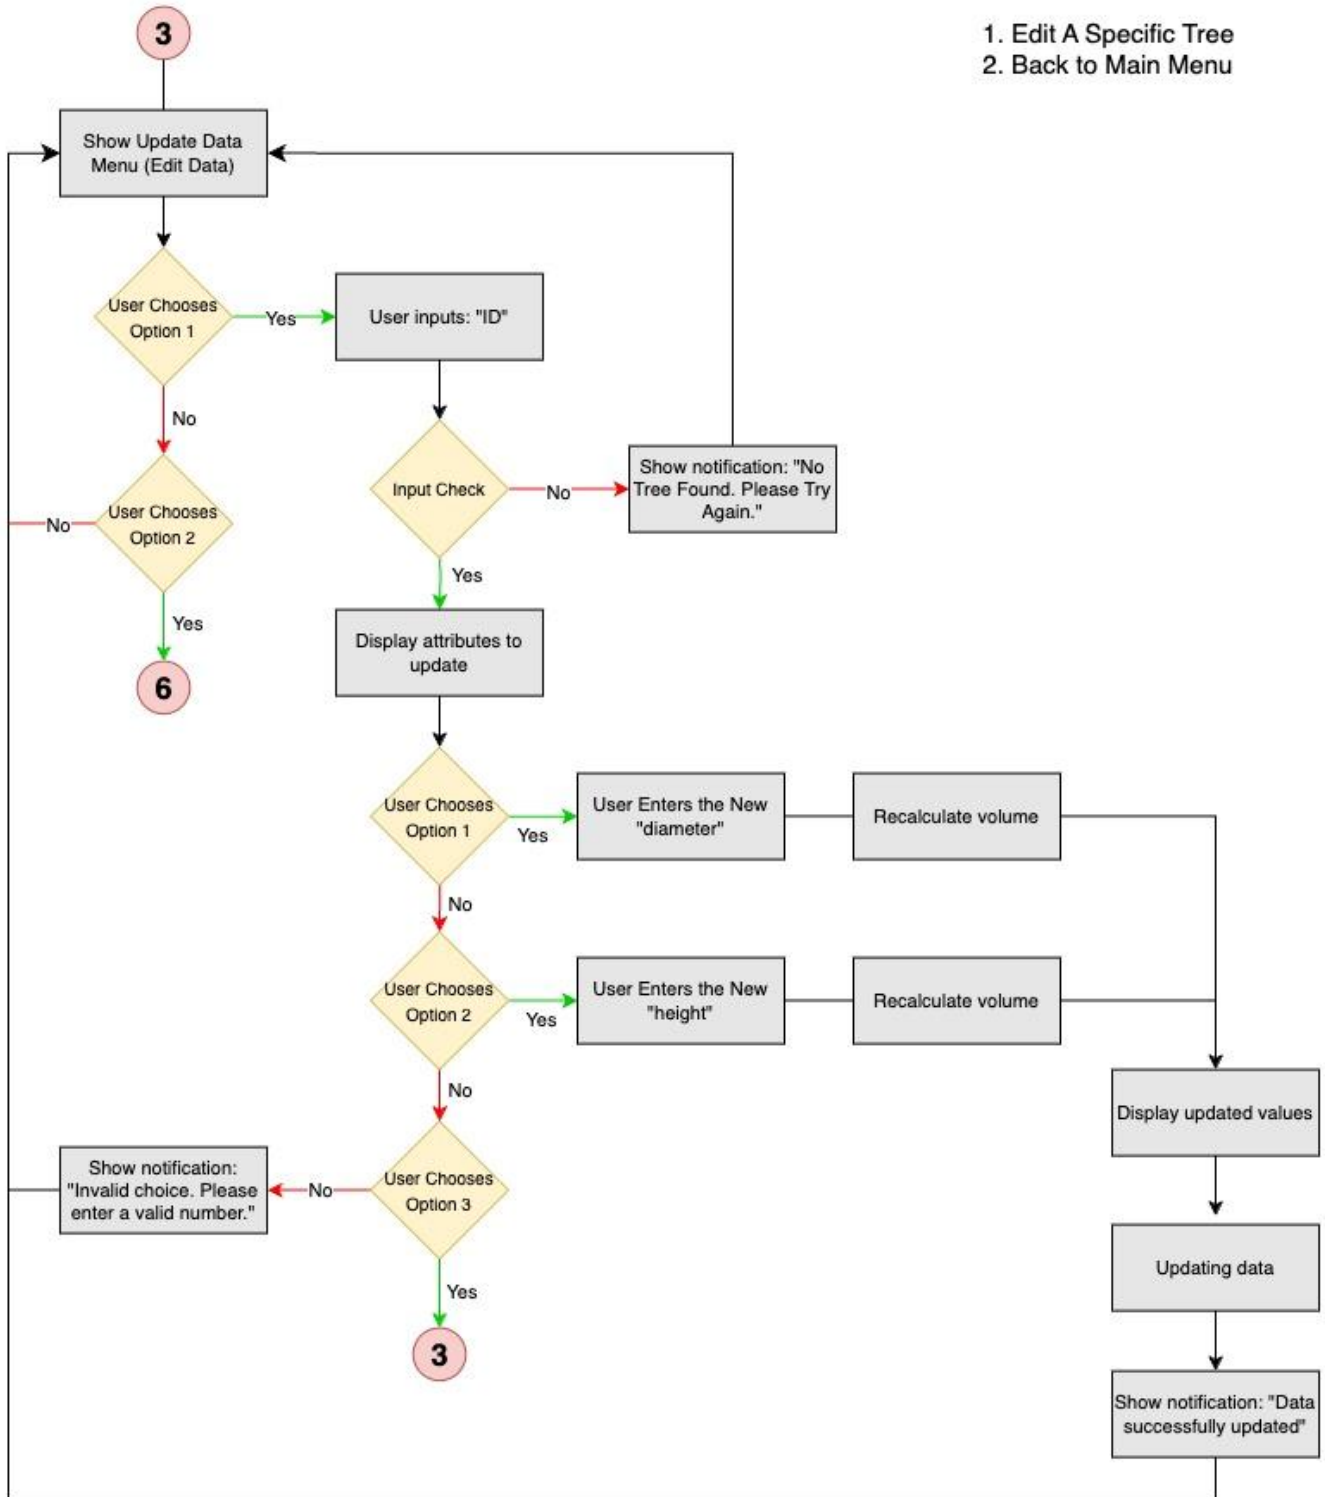 3
1. Edit A Specific Tree
2. Back to Main Menu
Show Update Data
Menu (Edit Data)
User Chooses
Option 1
Yes
User inputs: "ID"
No
Input Check
No
Show notification: "No
Tree Found. Please Try
Again."
User Chooses
Option 2
No
Yes
Yes
6
Display attributes to
update
User Chooses
Option 1
Yes
User Enters the New
"diameter"
Recalculate volume
No
User Chooses
Option 2
Yes
User Enters the New
"height"
Recalculate volume
No
Display updated values
User Chooses
Option 3
No
Show notification:
"Invalid choice. Please
enter a valid number."
Yes
3
Updating data
Show notification: "Data
successfully updated"